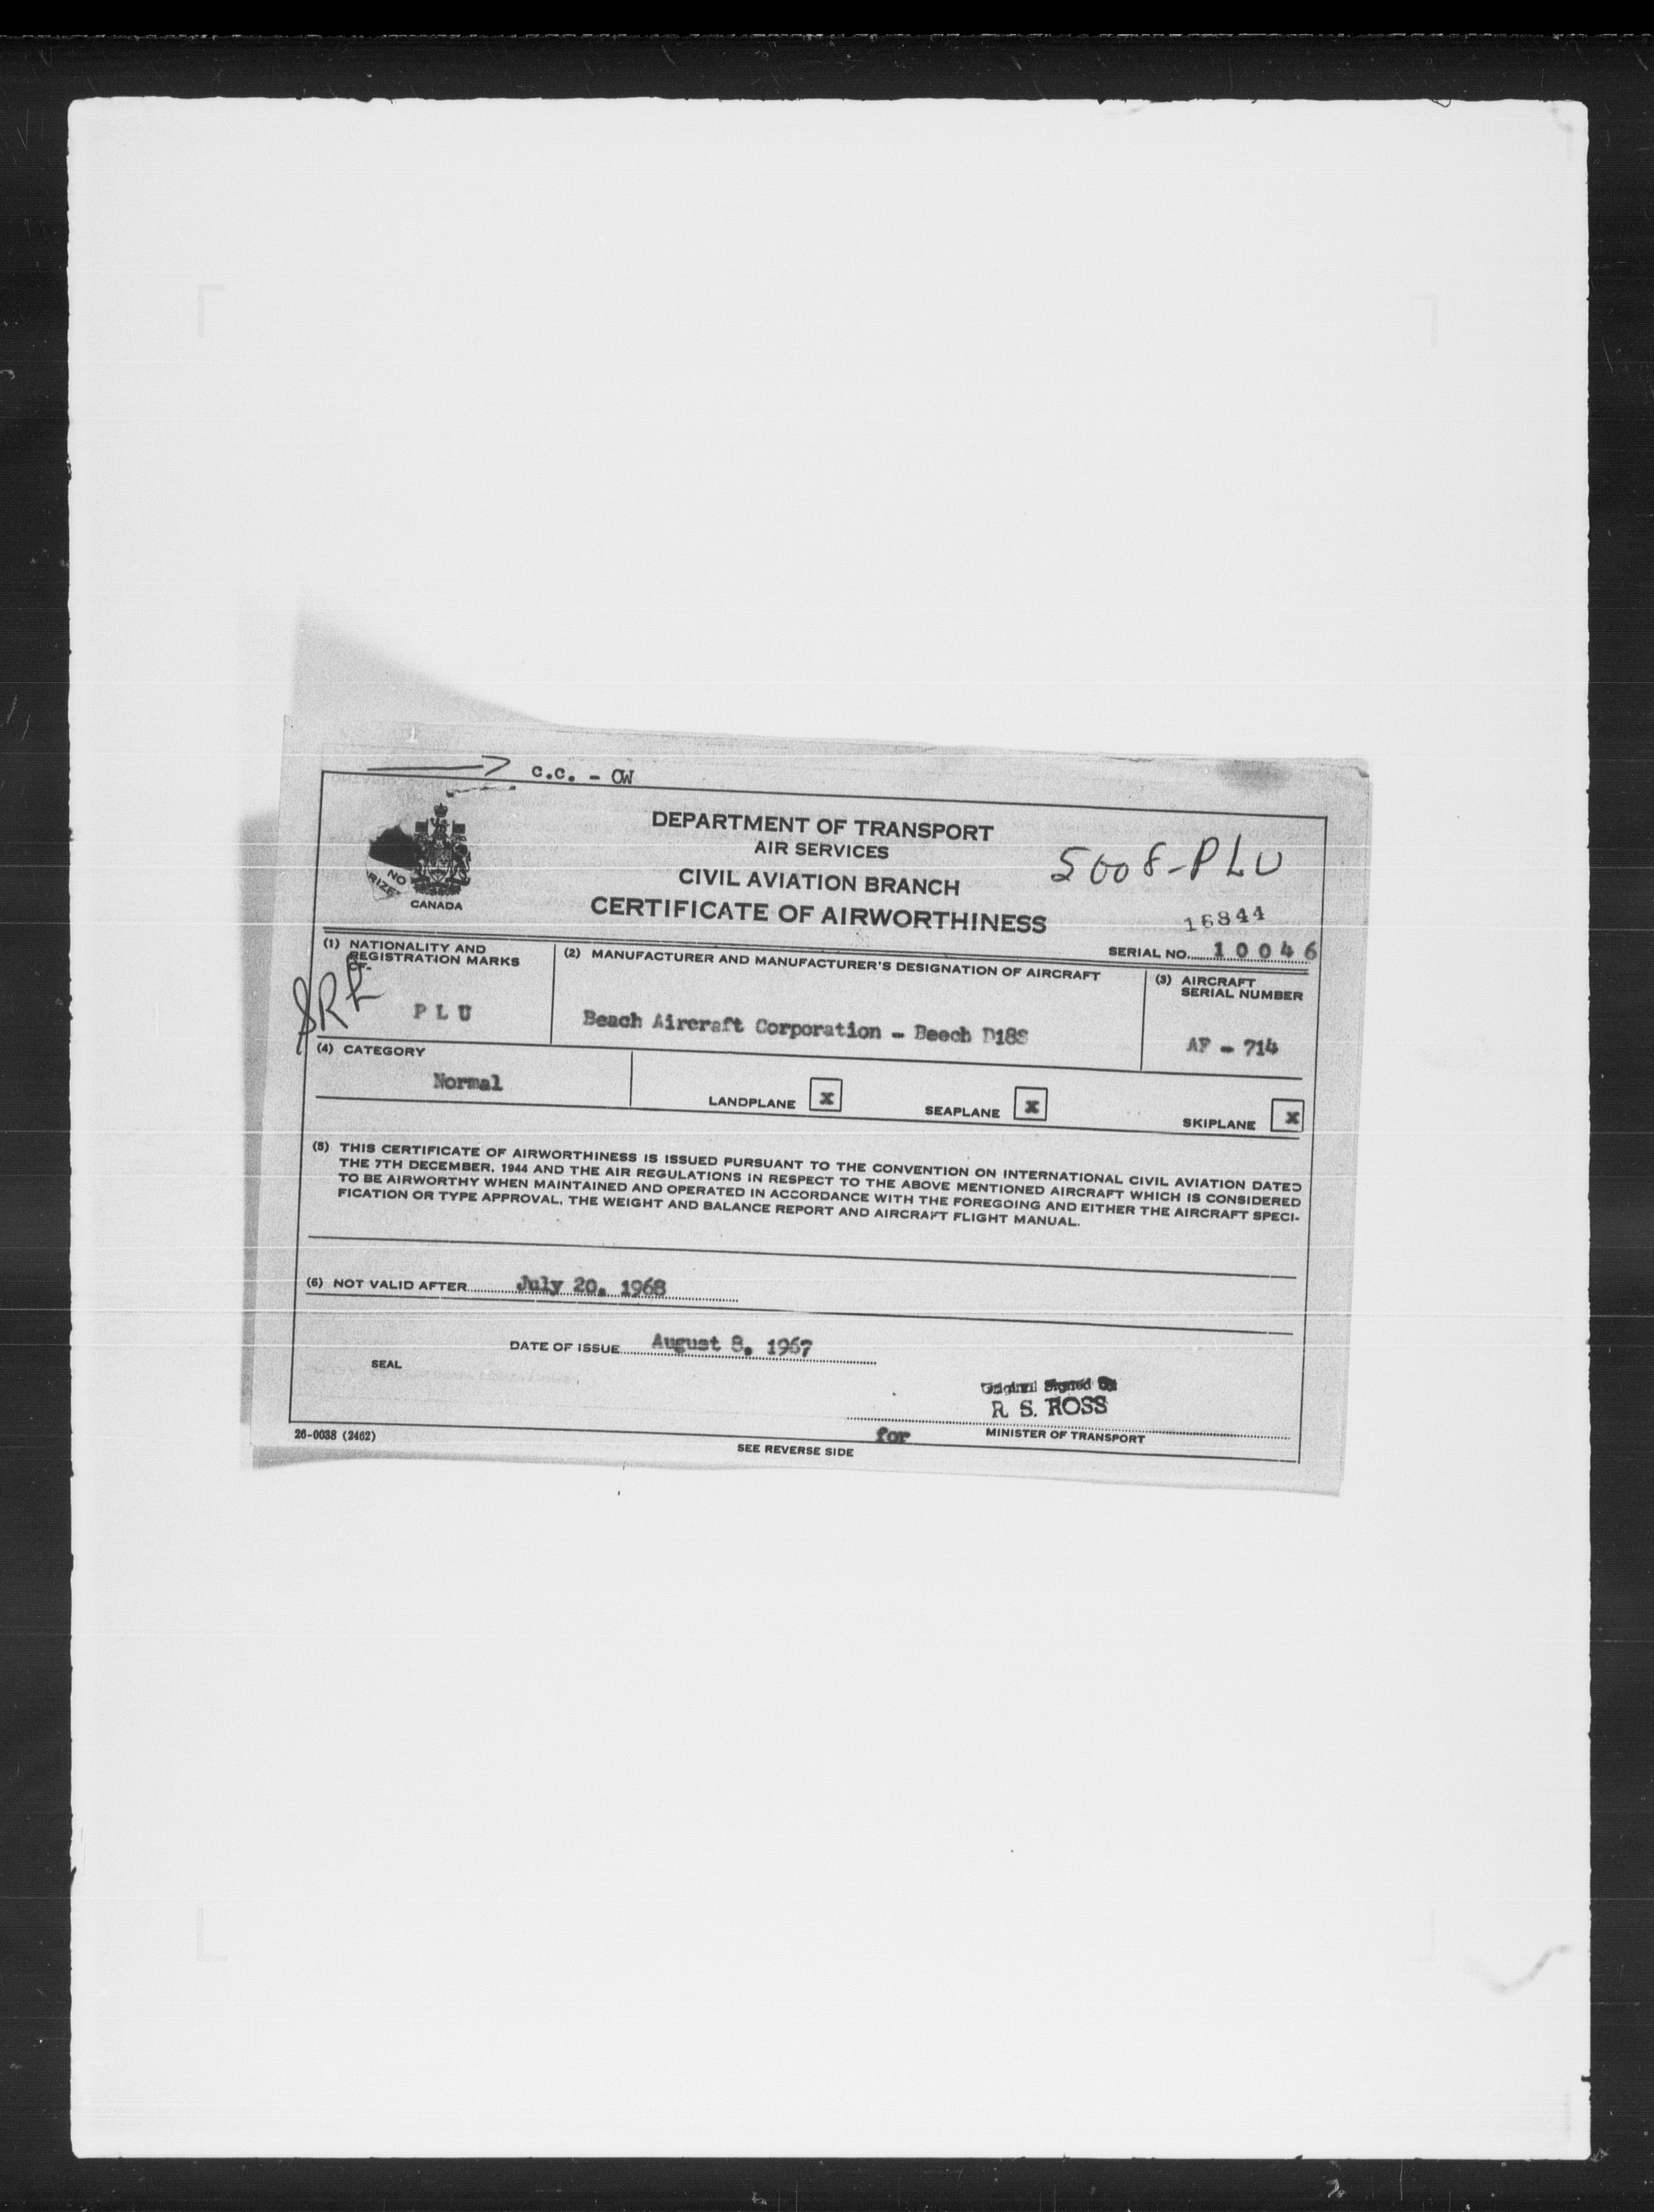 c.c. - OW
DEPARTMENT OF TRANSPORT
AIR SERVICES
CIVIL AVIATION BRANCH
CERTIFICATE OF AIRWORTHINESS
5008-PLU
16844
NO
CANADA
SERIAL NO. 10046
(1) NATIONALITY AND
REGISTRATION MARKS
CF-
P L U
(2) MANUFACTURER AND MANUFACTURER'S DESIGNATION OF AIRCRAFT
Beach Aircraft Corporation - Beech D18S
(3) AIRCRAFT
SERIAL NUMBER
AF - 714
(4) CATEGORY
Normal
LANDPLANE x SEAPLANE x SKIPLANE x
(5) THIS CERTIFICATE OF AIRWORTHINESS IS ISSUED PURSUANT TO THE CONVENTION ON INTERNATIONAL CIVIL AVIATION DATED
THE 7TH DECEMBER, 1944 AND THE AIR REGULATIONS IN RESPECT TO THE ABOVE MENTIONED AIRCRAFT WHICH IS CONSIDERED
TO BE AIRWORTHY WHEN MAINTAINED AND OPERATED IN ACCORDANCE WITH THE FOREGOING AND EITHER THE AIRCRAFT SPECI-
FICATION OR TYPE APPROVAL, THE WEIGHT AND BALANCE REPORT AND AIRCRAFT FLIGHT MANUAL.
(6) NOT VALID AFTER July 20, 1968
DATE OF ISSUE August 8, 1967
SEAL
Original Signed By
R. S. ROSS
for MINISTER OF TRANSPORT
26-0038 (2462)
SEE REVERSE SIDE